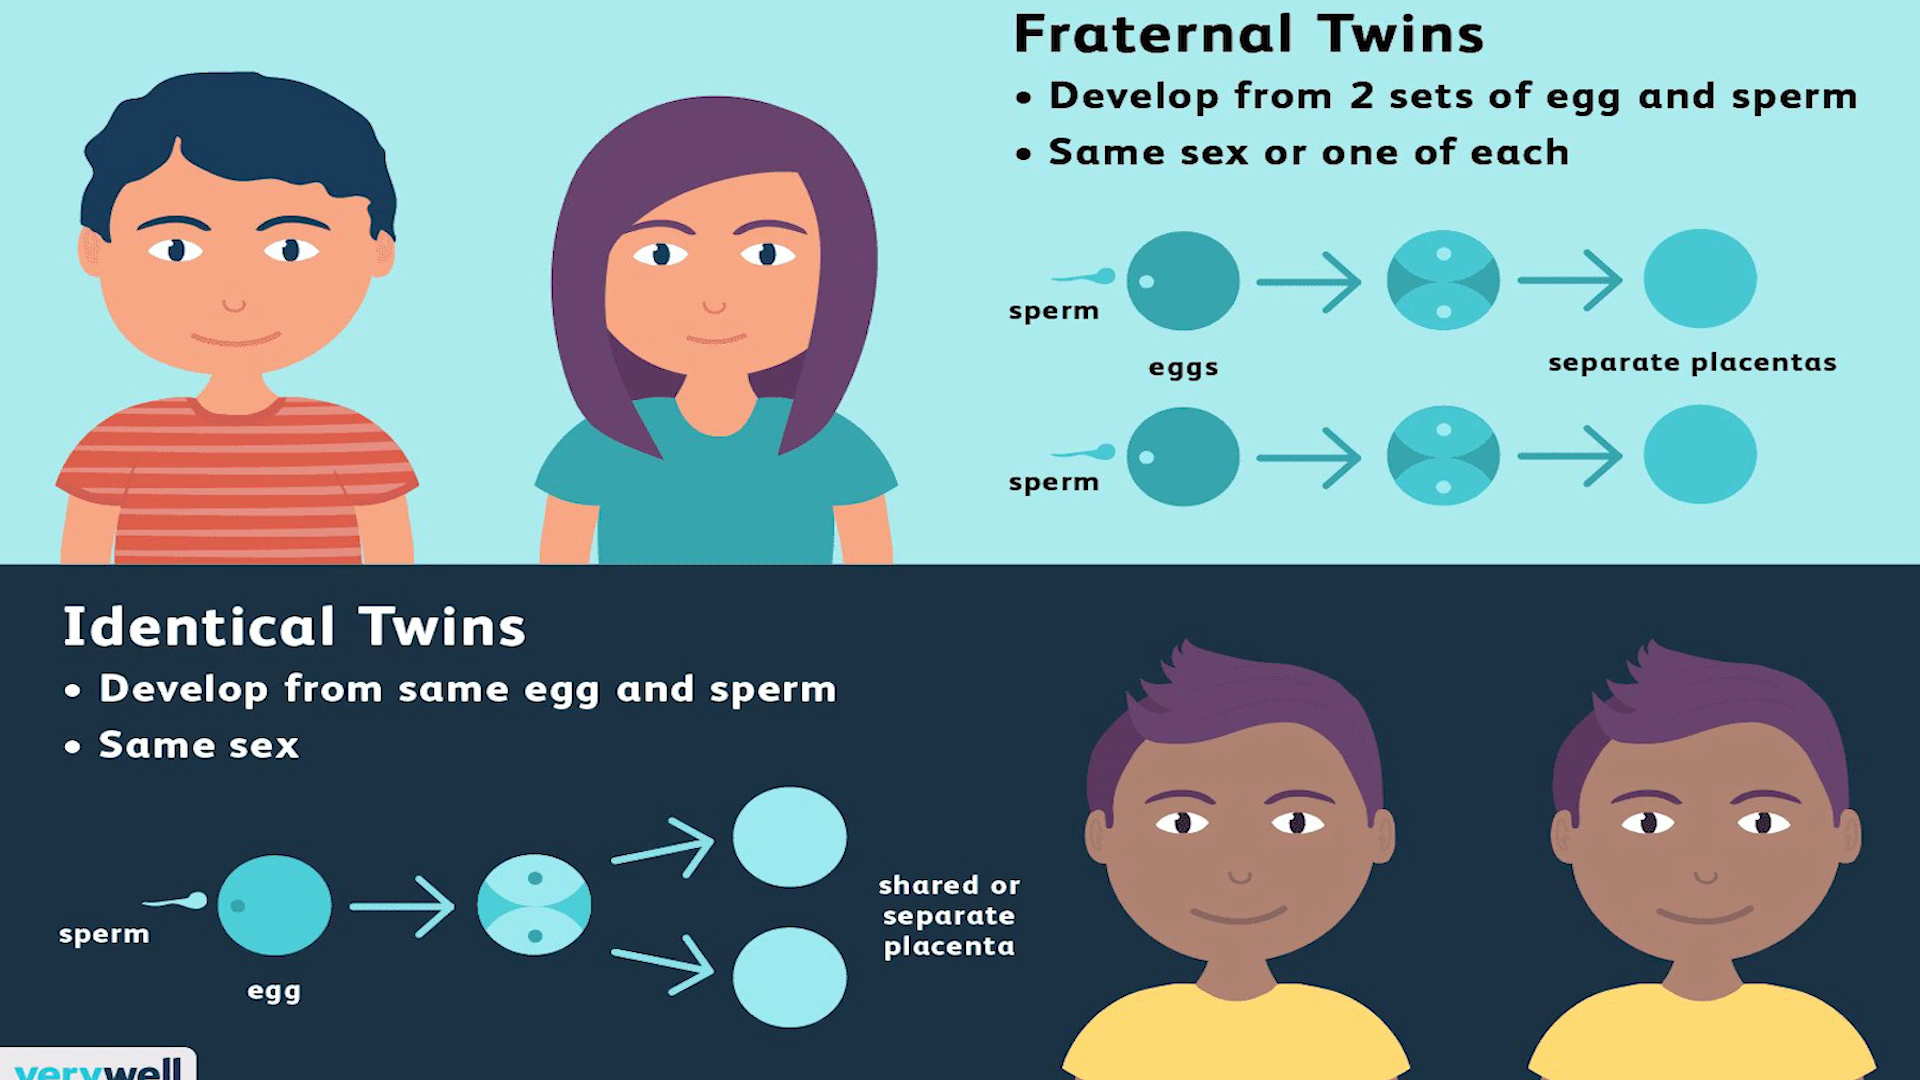 Fraternal Twins
• Develop from 2 sets of egg and sperm
• Same sex or one of each
sperm
eggs
separate placentas
sperm
Identical Twins
• Develop from same egg and sperm
• Same sex
sperm
egg
shared or
separate
placenta
verywell